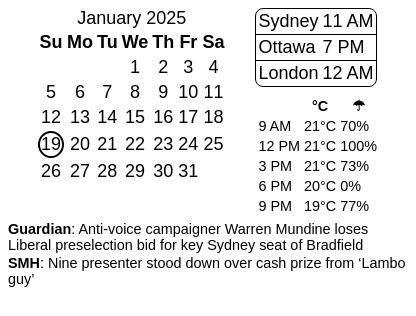 January 2025
Su Mo Tu We Th Fr Sa
1 2 3 4
5 6 7 8 9 10 11
12 13 14 15 16 17 18
19 20 21 22 23 24 25
26 27 28 29 30 31
Sydney 11 AM
Ottawa 7 PM
London 12 AM
°C ☂
9 AM 21°C 70%
12 PM 21°C 100%
3 PM 21°C 73%
6 PM 20°C 0%
9 PM 19°C 77%
Guardian: Anti-voice campaigner Warren Mundine loses
Liberal preselection bid for key Sydney seat of Bradfield
SMH: Nine presenter stood down over cash prize from ‘Lambo
guy’